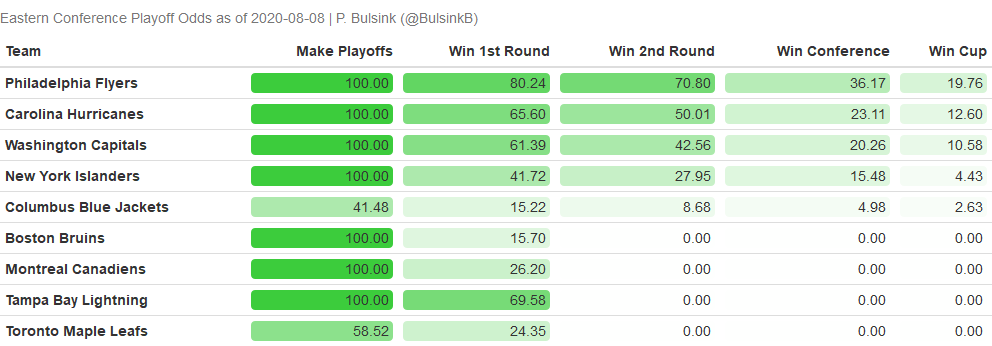 Eastern Conference Playoff Odds as of 2020-08-08 | P. Bulsink (@BulsinkB)
Team Make Playoffs Win 1st Round Win 2nd Round Win Conference Win Cup
Philadelphia Flyers 100.00 80.24 70.80 36.17 19.76
Carolina Hurricanes 100.00 65.60 50.01 23.11 12.60
Washington Capitals 100.00 61.39 42.56 20.26 10.58
New York Islanders 100.00 41.72 27.95 15.48 4.43
Columbus Blue Jackets 41.48 15.22 8.68 4.98 2.63
Boston Bruins 100.00 15.70 0.00 0.00 0.00
Montreal Canadiens 100.00 26.20 0.00 0.00 0.00
Tampa Bay Lightning 100.00 69.58 0.00 0.00 0.00
Toronto Maple Leafs 58.52 24.35 0.00 0.00 0.00